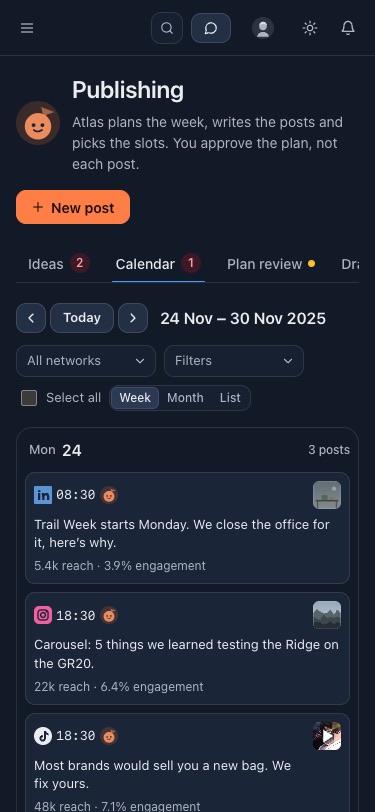 Publishing
Atlas plans the week, writes the posts and
picks the slots. You approve the plan, not
each post.
+ New post
Ideas 2 Calendar 1 Plan review Dra
Today 24 Nov – 30 Nov 2025
All networks Filters
Select all Week Month List
Mon 24 3 posts
in 08:30
Trail Week starts Monday. We close the office for
it, here’s why.
5.4k reach · 3.9% engagement
18:30
Carousel: 5 things we learned testing the Ridge on
the GR20.
22k reach · 6.4% engagement
18:30
Most brands would sell you a new bag. We
fix yours.
48k reach · 7.1% engagement